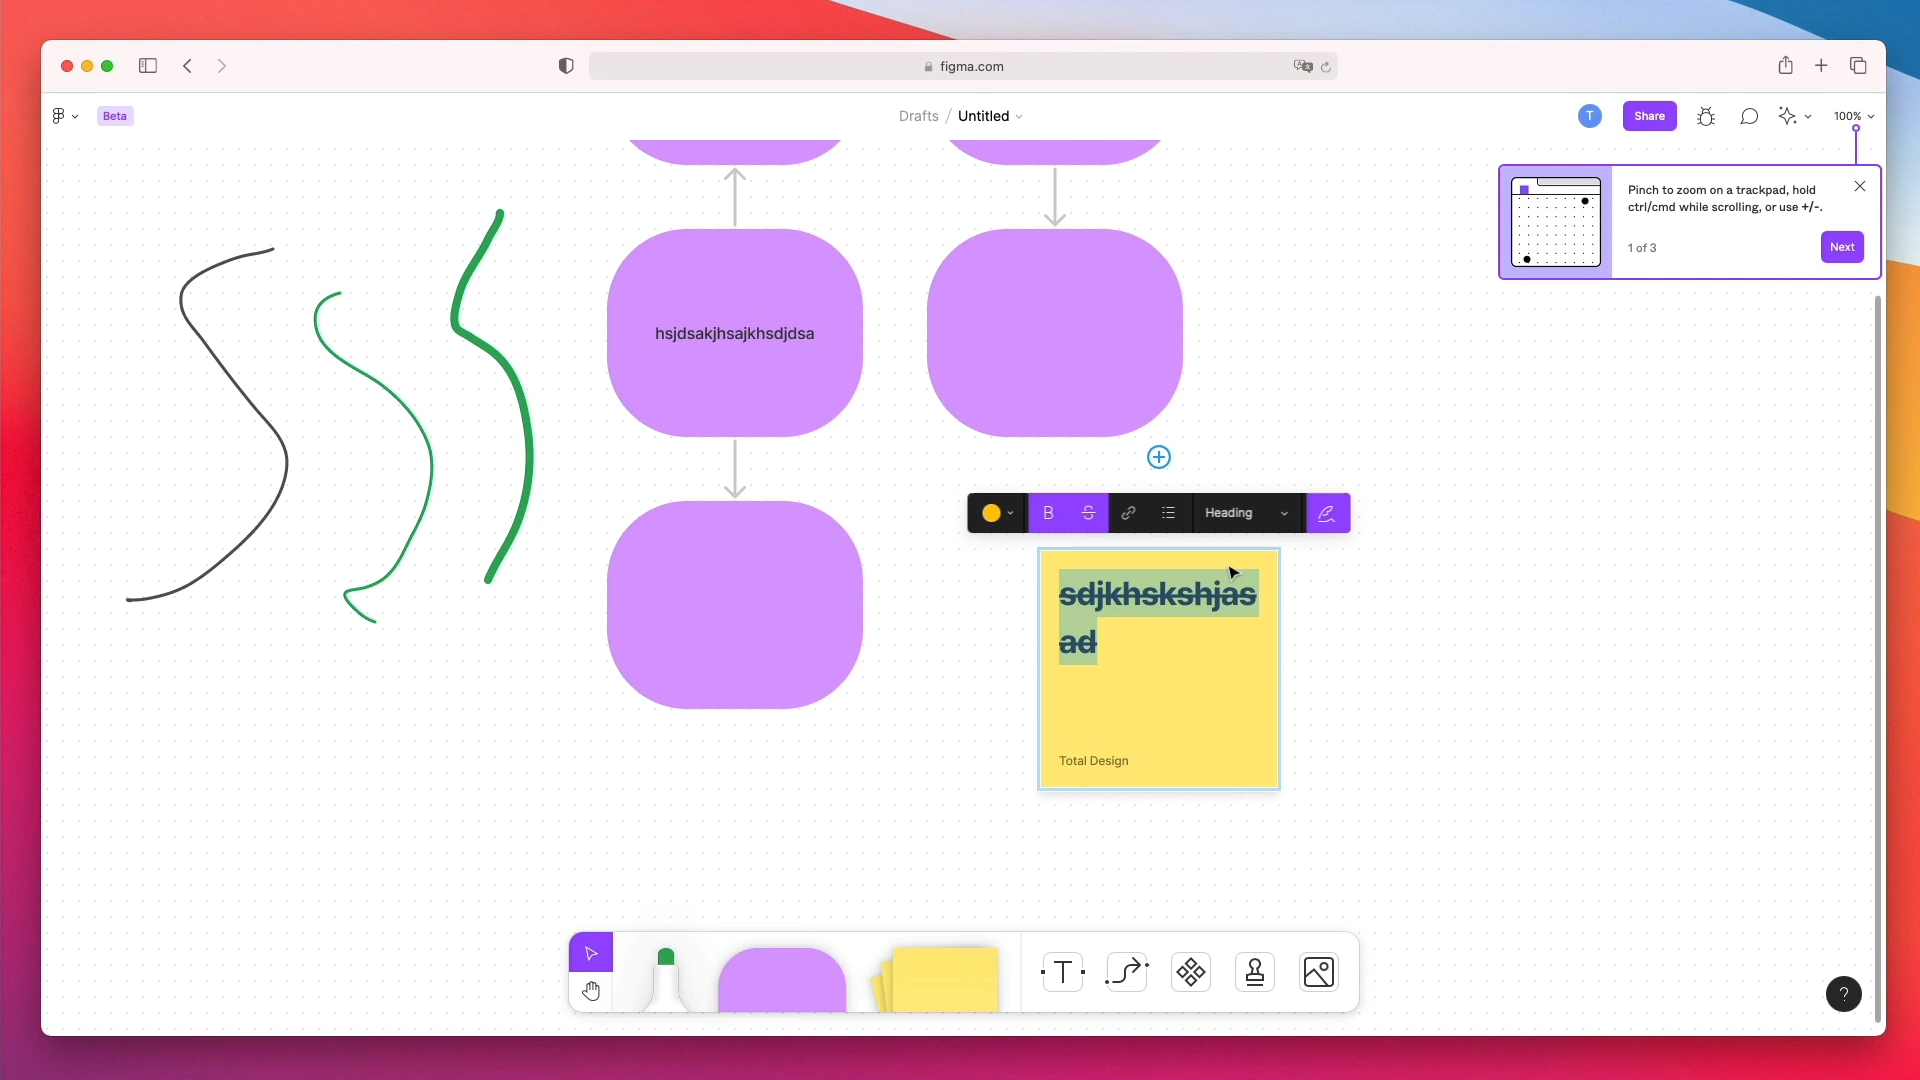 figma.com
Beta
Drafts / Untitled
T
Share
100%
Pinch to zoom on a trackpad, hold
ctrl/cmd while scrolling, or use +/-.
1 of 3
Next
hsjdsakjhsajkhsdjdsa
B
S
Heading
sdjkhskshjas
ad
Total Design
T
?